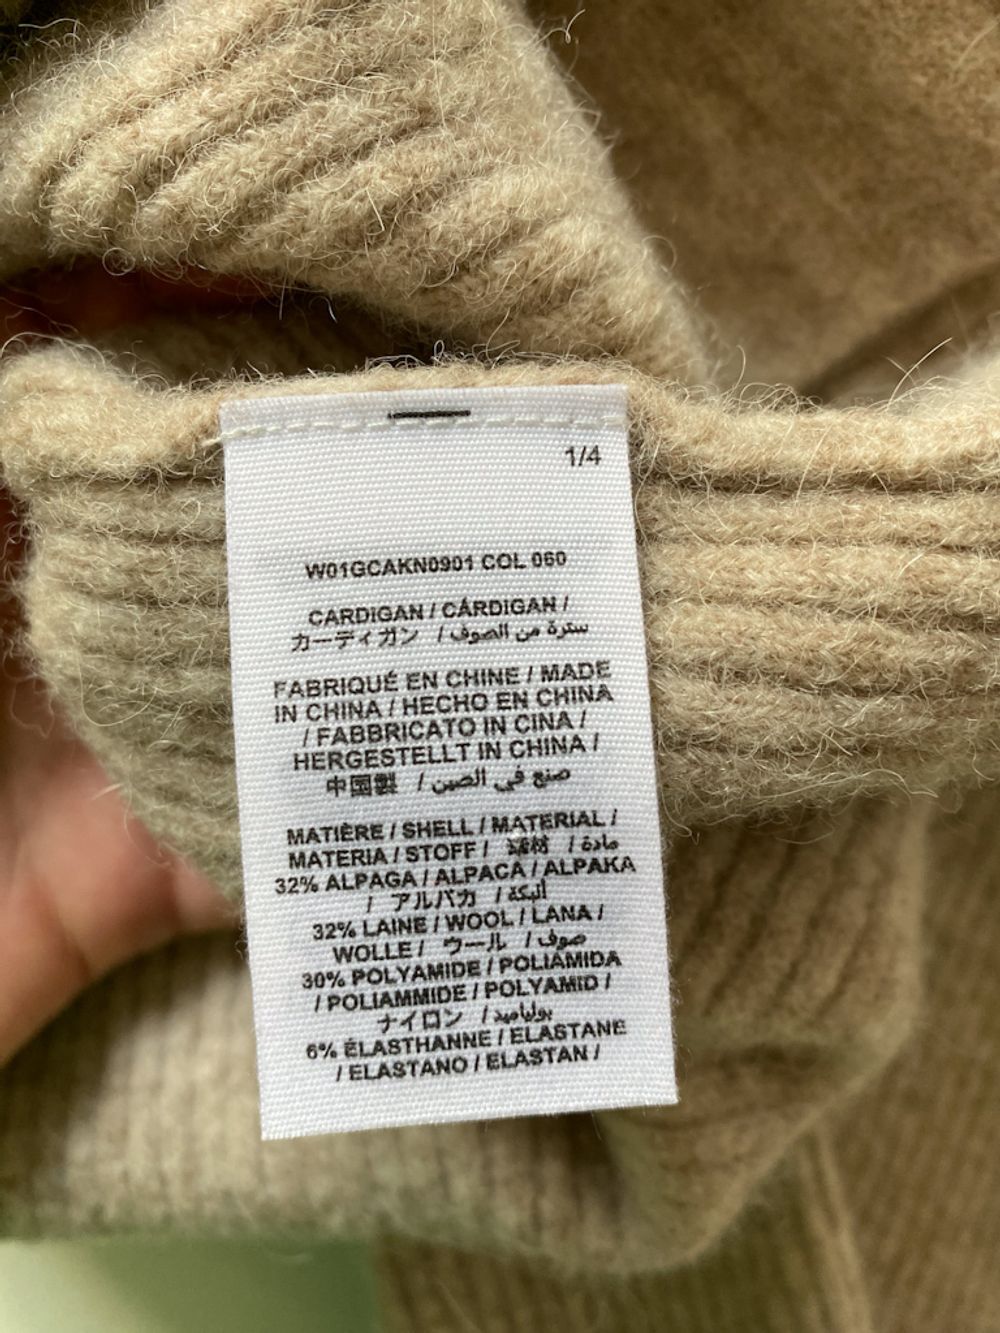 1/4
W01GCAKN0901 COL 060
CARDIGAN / CÁRDIGAN /
カーディガン / سترة من الصوف
FABRIQUÉ EN CHINE / MADE
IN CHINA / HECHO EN CHINA
/ FABBRICATO IN CINA /
HERGESTELLT IN CHINA /
中国製 / صنع في الصين
MATIÈRE / SHELL / MATERIAL /
MATERIA / STOFF / / مادة
32% ALPAGA / ALPACA / ALPAKA
/ アルパカ / ألبكة
32% LAINE / WOOL / LANA /
WOLLE / ウール / صوف
30% POLYAMIDE / POLIAMIDA
/ POLIAMMIDE / POLYAMID /
ナイロン / بولياميد
6% ÉLASTHANNE / ELASTANE
/ ELASTANO / ELASTAN /